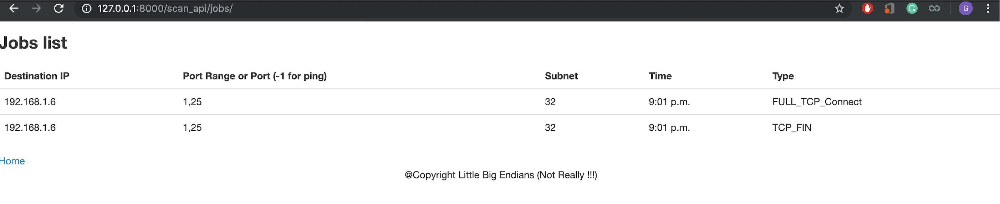 127.0.0.1:8000/scan_api/jobs/
G
G
Jobs list
Destination IP Port Range or Port (-1 for ping) Subnet Time Type
192.168.1.6 1,25 32 9:01 p.m. FULL_TCP_Connect
192.168.1.6 1,25 32 9:01 p.m. TCP_FIN
Home
@Copyright Little Big Endians (Not Really !!!)